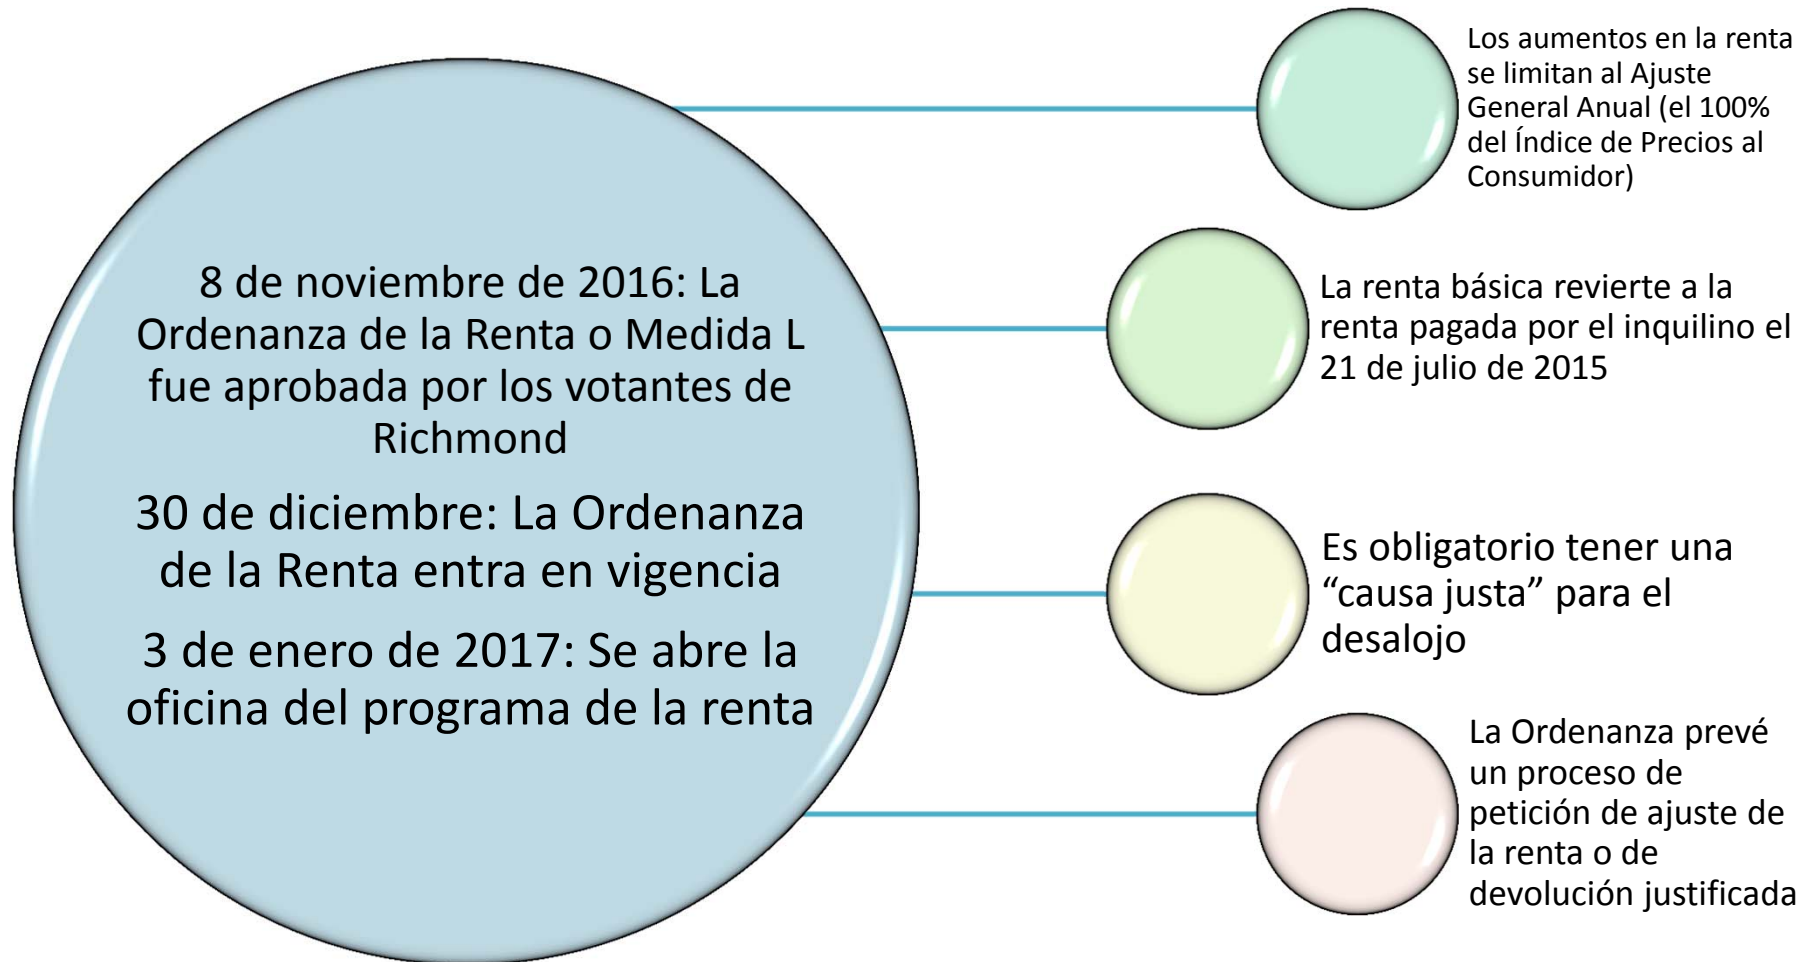 8 de noviembre de 2016: La
Ordenanza de la Renta o Medida L
fue aprobada por los votantes de
Richmond
30 de diciembre: La Ordenanza
de la Renta entra en vigencia
3 de enero de 2017: Se abre la
oficina del programa de la renta
Los aumentos en la renta
se limitan al Ajuste
General Anual (el 100%
del Índice de Precios al
Consumidor)
La renta básica revierte a la
renta pagada por el inquilino el
21 de julio de 2015
Es obligatorio tener una
“causa justa” para el
desalojo
La Ordenanza prevé
un proceso de
petición de ajuste de
la renta o de
devolución justificada